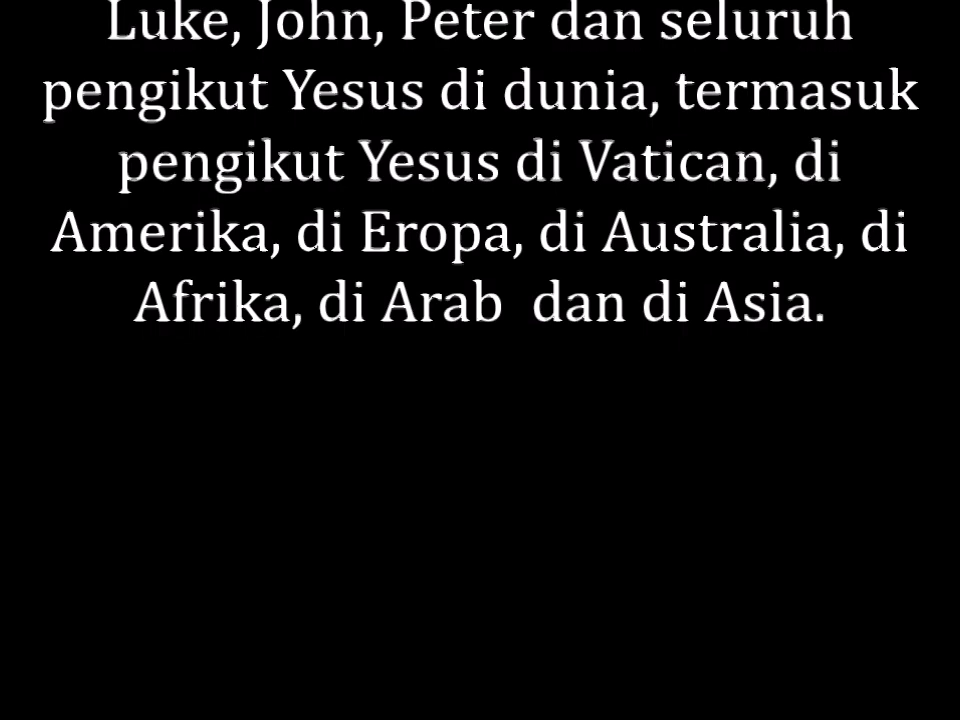 Luke, John, Peter dan seluruh
pengikut Yesus di dunia, termasuk
pengikut Yesus di Vatican, di
Amerika, di Eropa, di Australia, di
Afrika, di Arab  dan di Asia.